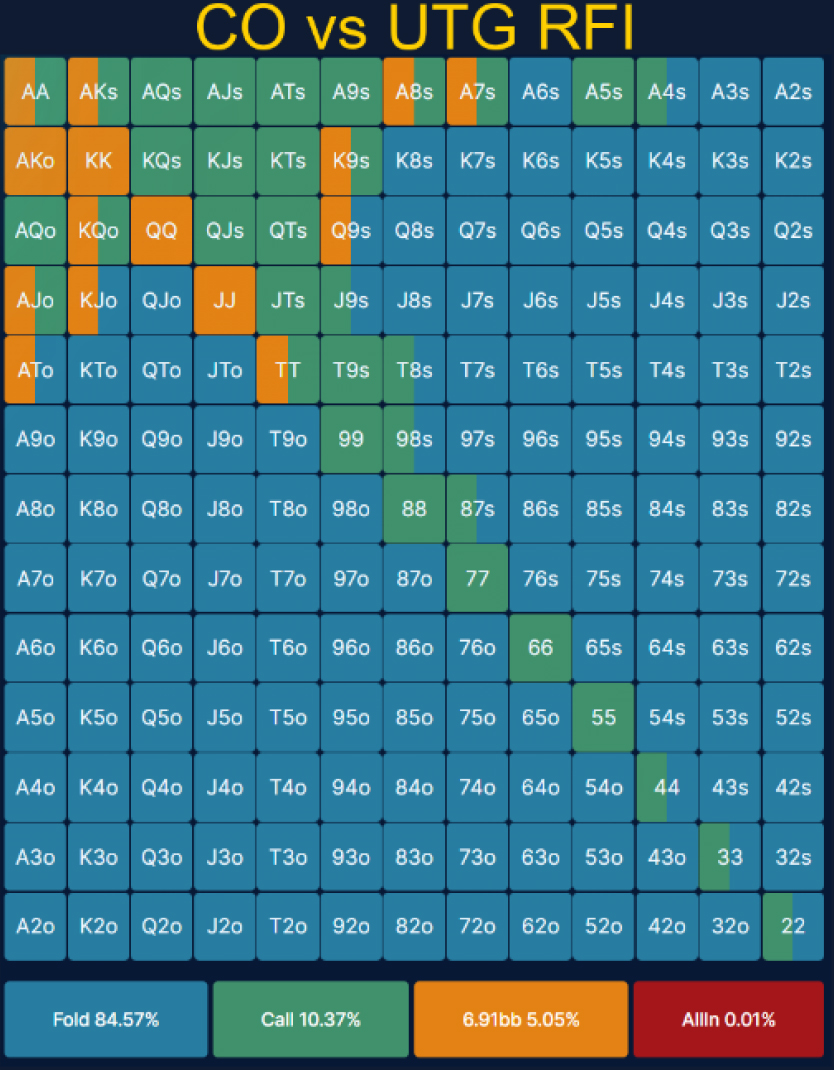 CO vs UTG RFI
AA AKs AQs AJs ATs A9s A8s A7s A6s A5s A4s A3s A2s
AKo KK KQs KJs KTs K9s K8s K7s K6s K5s K4s K3s K2s
AQo KQo QQ QJs QTs Q9s Q8s Q7s Q6s Q5s Q4s Q3s Q2s
AJo KJo QJo JJ JTs J9s J8s J7s J6s J5s J4s J3s J2s
ATo KTo QTo JTo TT T9s T8s T7s T6s T5s T4s T3s T2s
A9o K9o Q9o J9o T9o 99 98s 97s 96s 95s 94s 93s 92s
A8o K8o Q8o J8o T8o 98o 88 87s 86s 85s 84s 83s 82s
A7o K7o Q7o J7o T7o 97o 87o 77 76s 75s 74s 73s 72s
A6o K6o Q6o J6o T6o 96o 86o 76o 66 65s 64s 63s 62s
A5o K5o Q5o J5o T5o 95o 85o 75o 65o 55 54s 53s 52s
A4o K4o Q4o J4o T4o 94o 84o 74o 64o 54o 44 43s 42s
A3o K3o Q3o J3o T3o 93o 83o 73o 63o 53o 43o 33 32s
A2o K2o Q2o J2o T2o 92o 82o 72o 62o 52o 42o 32o 22
Fold 84.57% Call 10.37% 6.91bb 5.05% AllIn 0.01%